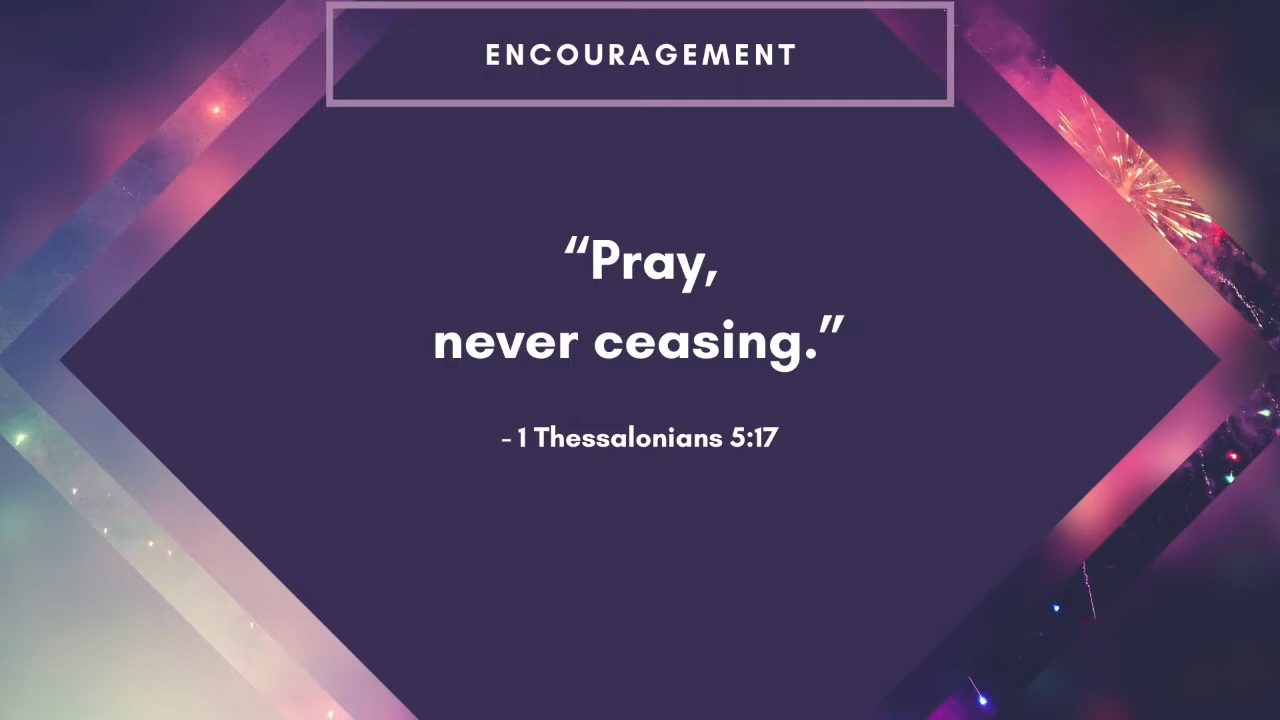 ENCOURAGEMENT
“Pray,
never ceasing.”
- 1 Thessalonians 5:17